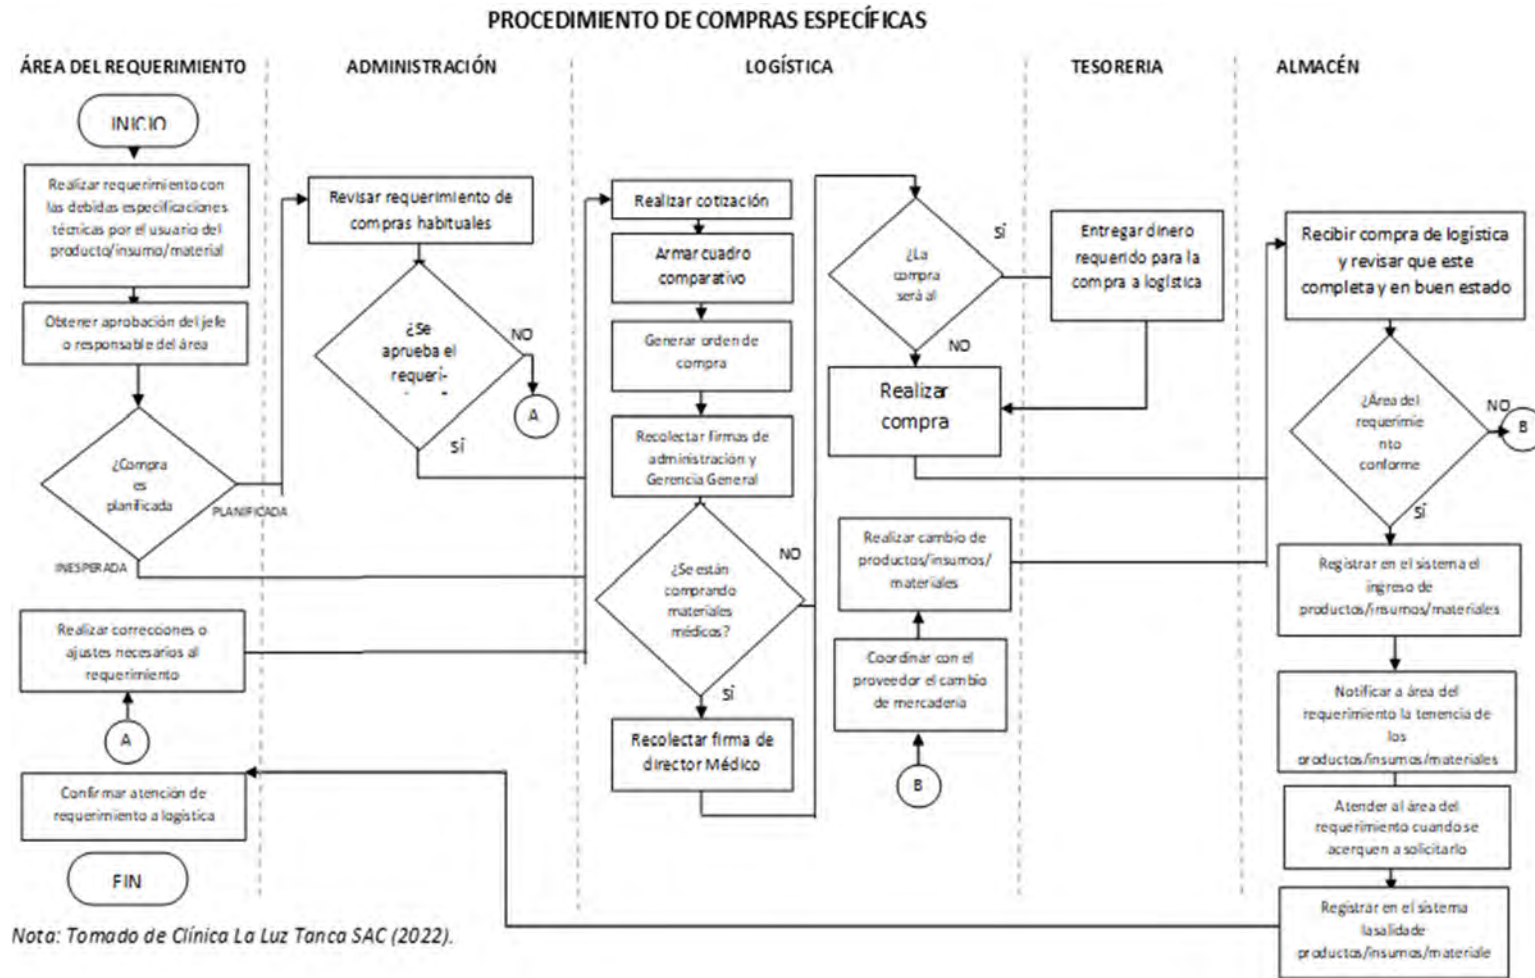 PROCEDIMIENTO DE COMPRAS ESPECÍFICAS
ÁREA DEL REQUERIMIENTO
ADMINISTRACIÓN
LOGÍSTICA
TESORERIA
ALMACÉN
INICIO
Realizar requerimiento con
las debidas especificaciones
técnicas por el usuario del
producto/insumo/material
Obtener aprobación del jefe
o responsable del área
¿Compra
es
planificada
PLANIFICADA
INESPERADA
Realizar correcciones o
ajustes necesarios al
requerimiento
A
Confirmar atención de
requerimiento a logística
FIN
Revisar requerimiento de
compras habituales
¿Se
aprueba el
requeri-
NO
A
SÍ
Realizar cotización
Armar cuadro
comparativo
Generar orden de
compra
Recolectar firmas de
administración y
Gerencia General
¿Se están
comprando
materiales
médicos?
NO
SÍ
Recolectar firma de
director Médico
¿La
compra
será al
SÍ
NO
Realizar
compra
Realizar cambio de
productos/insumos/
materiales
Coordinar con el
proveedor el cambio
de mercadería
B
Entregar dinero
requerido para la
compra a logística
Recibir compra de logística
y revisar que este
completa y en buen estado
¿Área del
requerimie
nto
conforme
NO
B
SÍ
Registrar en el sistema el
ingreso de
productos/insumos/materiales
Notificar a área del
requerimiento la tenencia de
los
productos/insumos/materiales
Atender al área del
requerimiento cuando se
acerquen a solicitarlo
Registrar en el sistema
lasalidade
productos/insumos/materiale
Nota: Tomado de Clínica La Luz Tanca SAC (2022).